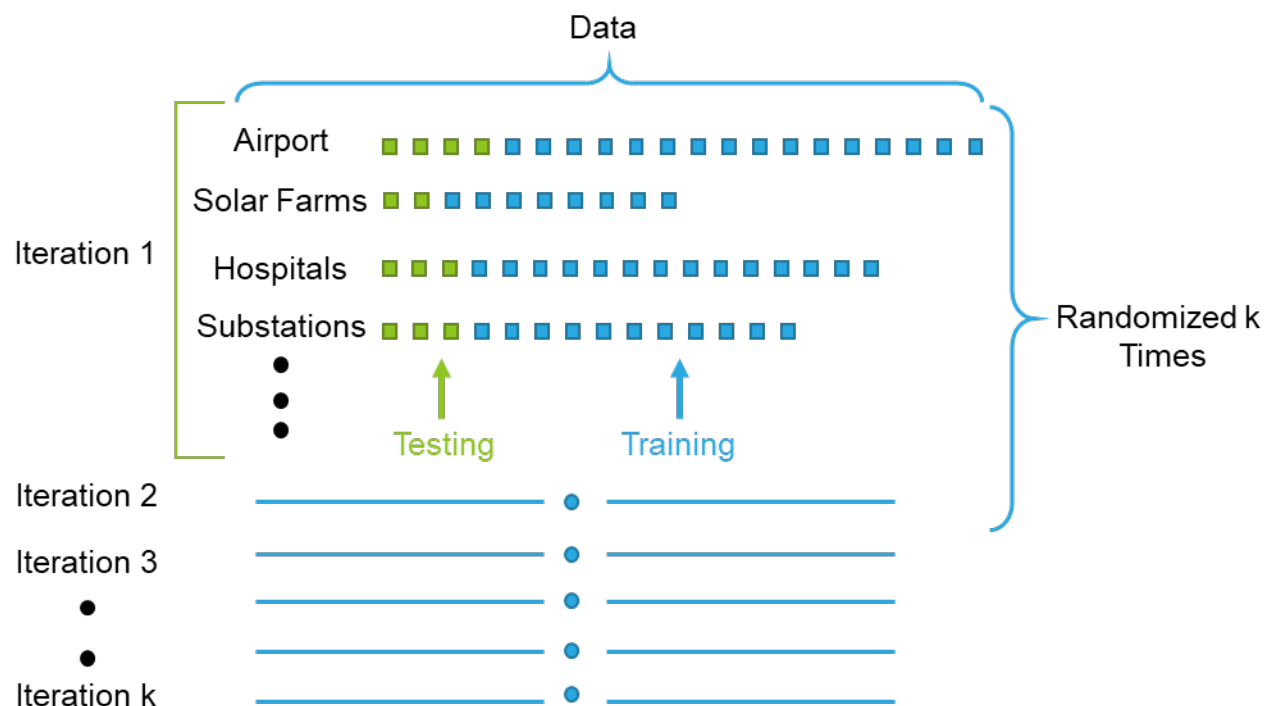 Data
Airport
Solar Farms
Iteration 1
Hospitals
Substations
Randomized k
Times
Testing
Training
Iteration 2
Iteration 3
Iteration k